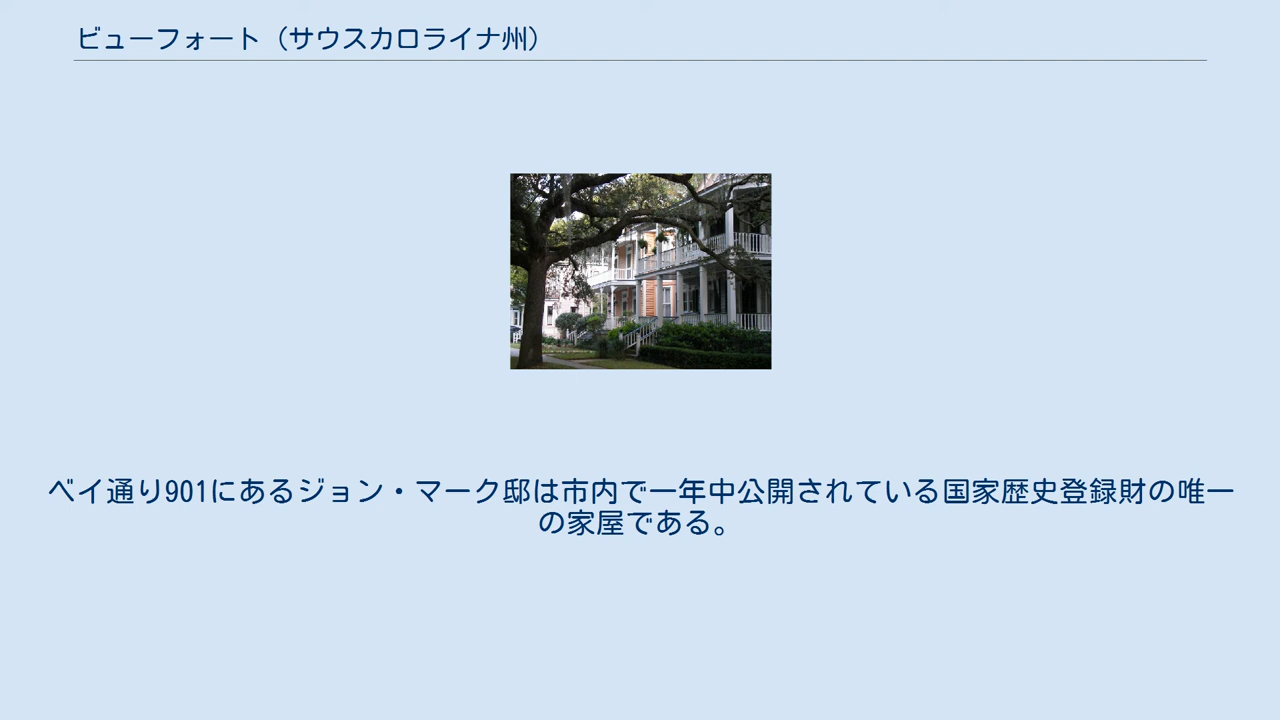 ビューフォート（サウスカロライナ州）
ベイ通り901にあるジョン・マーク邸は市内で一年中公開されている国家歴史登録財の唯一
の家屋である。